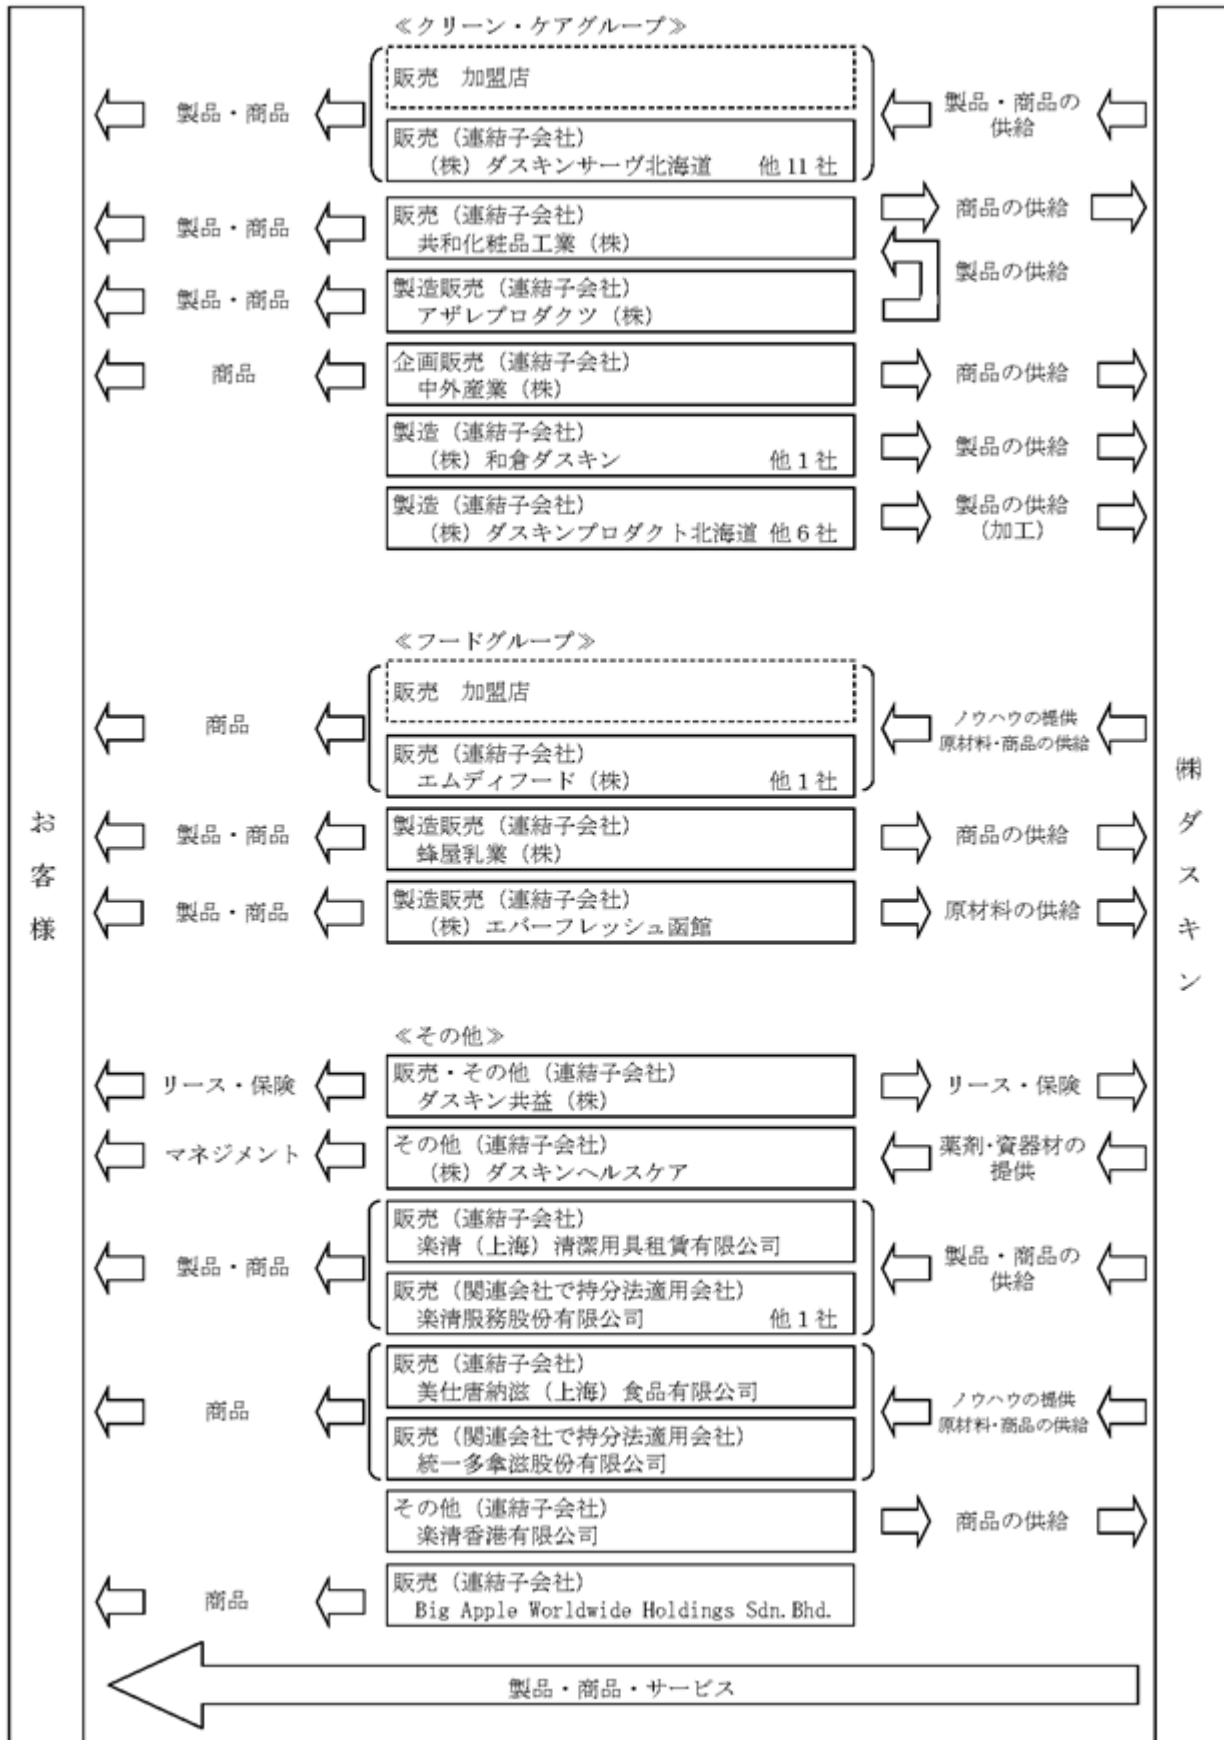 ≪クリーン・ケアグループ≫
販売　加盟店
製品・商品
製品・商品の
供給
販売（連結子会社）
（株）ダスキンサーヴ北海道　他11社
販売（連結子会社）
共和化粧品工業（株）
製品・商品
商品の供給
製品の供給
製造販売（連結子会社）
アザレプロダクツ（株）
製品・商品
企画販売（連結子会社）
中外産業（株）
商品
商品の供給
製造（連結子会社）
（株）和倉ダスキン　他1社
製品の供給
製造（連結子会社）
（株）ダスキンプロダクト北海道 他6社
製品の供給
（加工）
≪フードグループ≫
販売　加盟店
商品
ノウハウの提供
原材料・商品の供給
販売（連結子会社）
エムディフード（株）　他1社
製造販売（連結子会社）
蜂屋乳業（株）
製品・商品
商品の供給
製造販売（連結子会社）
（株）エバーフレッシュ函館
製品・商品
原材料の供給
お客様
㈱ダスキン
≪その他≫
販売・その他（連結子会社）
ダスキン共益（株）
リース・保険
リース・保険
その他（連結子会社）
（株）ダスキンヘルスケア
マネジメント
薬剤・資器材の
提供
販売（連結子会社）
楽清（上海）清潔用具租賃有限公司
製品・商品
製品・商品の
供給
販売（関連会社で持分法適用会社）
楽清服務股份有限公司　他1社
販売（連結子会社）
美仕唐納滋（上海）食品有限公司
商品
ノウハウの提供
原材料・商品の供給
販売（関連会社で持分法適用会社）
統一多拿滋股份有限公司
その他（連結子会社）
楽清香港有限公司
商品の供給
販売（連結子会社）
Big Apple Worldwide Holdings Sdn.Bhd.
商品
製品・商品・サービス